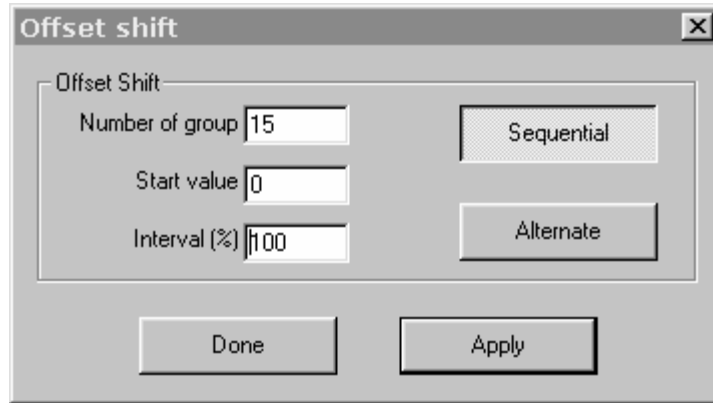 Offset shift
Offset Shift
Number of group 15
Sequential
Start value 0
Interval (%) 100
Alternate
Done
Apply